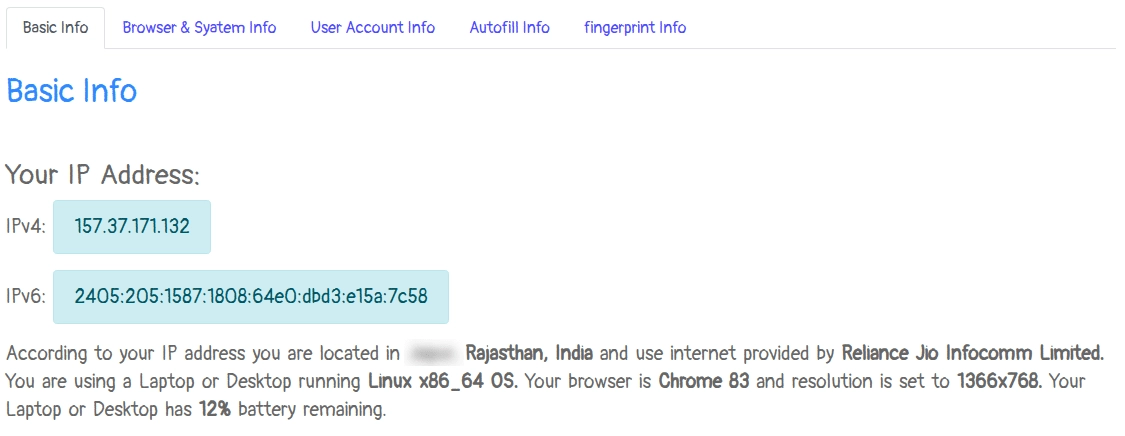 Basic Info Browser & Syatem Info User Account Info Autofill Info fingerprint Info
Basic Info
Your IP Address:
IPv4: 157.37.171.132
IPv6: 2405:205:1587:1808:64e0:dbd3:e15a:7c58
According to your IP address you are located in Rajasthan, India and use internet provided by Reliance Jio Infocomm Limited.
You are using a Laptop or Desktop running Linux x86_64 OS. Your browser is Chrome 83 and resolution is set to 1366x768. Your
Laptop or Desktop has 12% battery remaining.